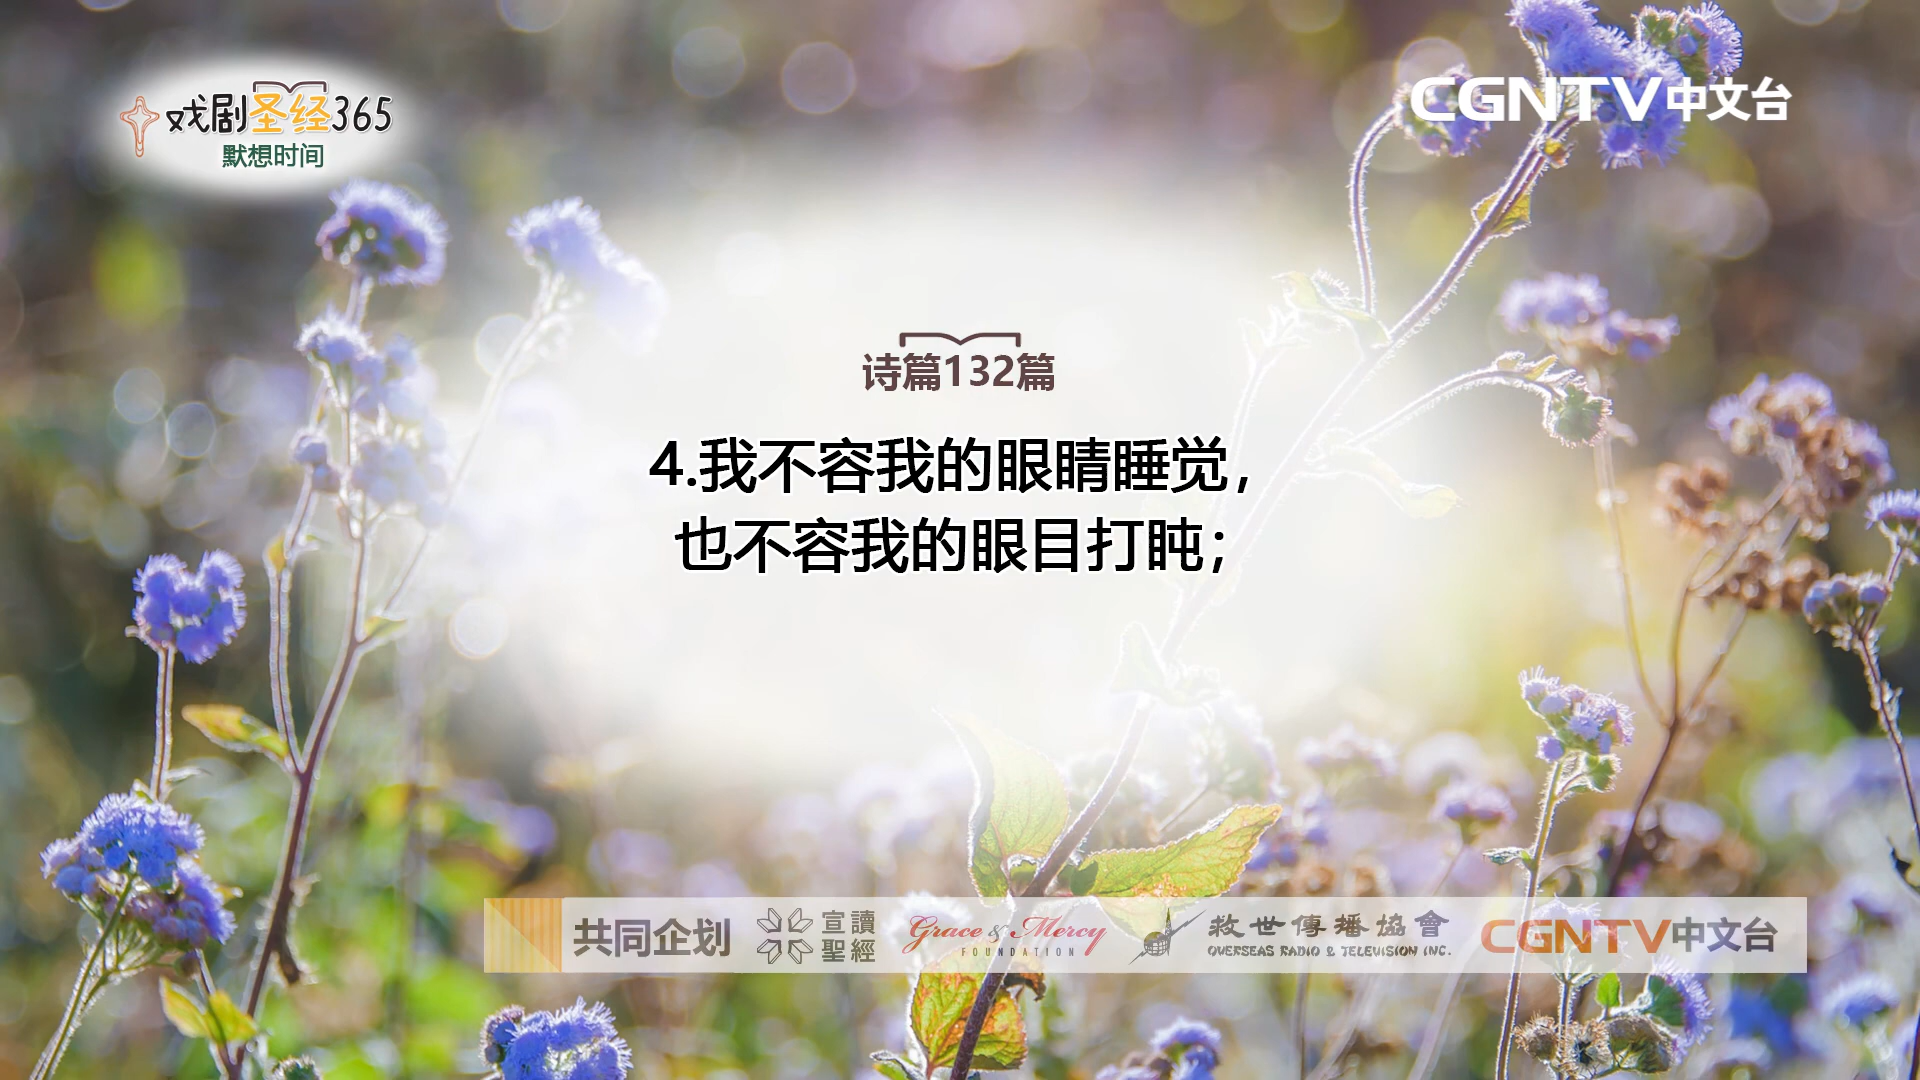 戏剧圣经365
默想时间
CGNTV中文台
诗篇132篇
4.我不容我的眼睛睡觉，
也不容我的眼目打盹；
共同企划
宣讀
聖經
Grace & Mercy
FOUNDATION
救世傳播協會
OVERSEAS RADIO & TELEVISION INC.
CGNTV中文台